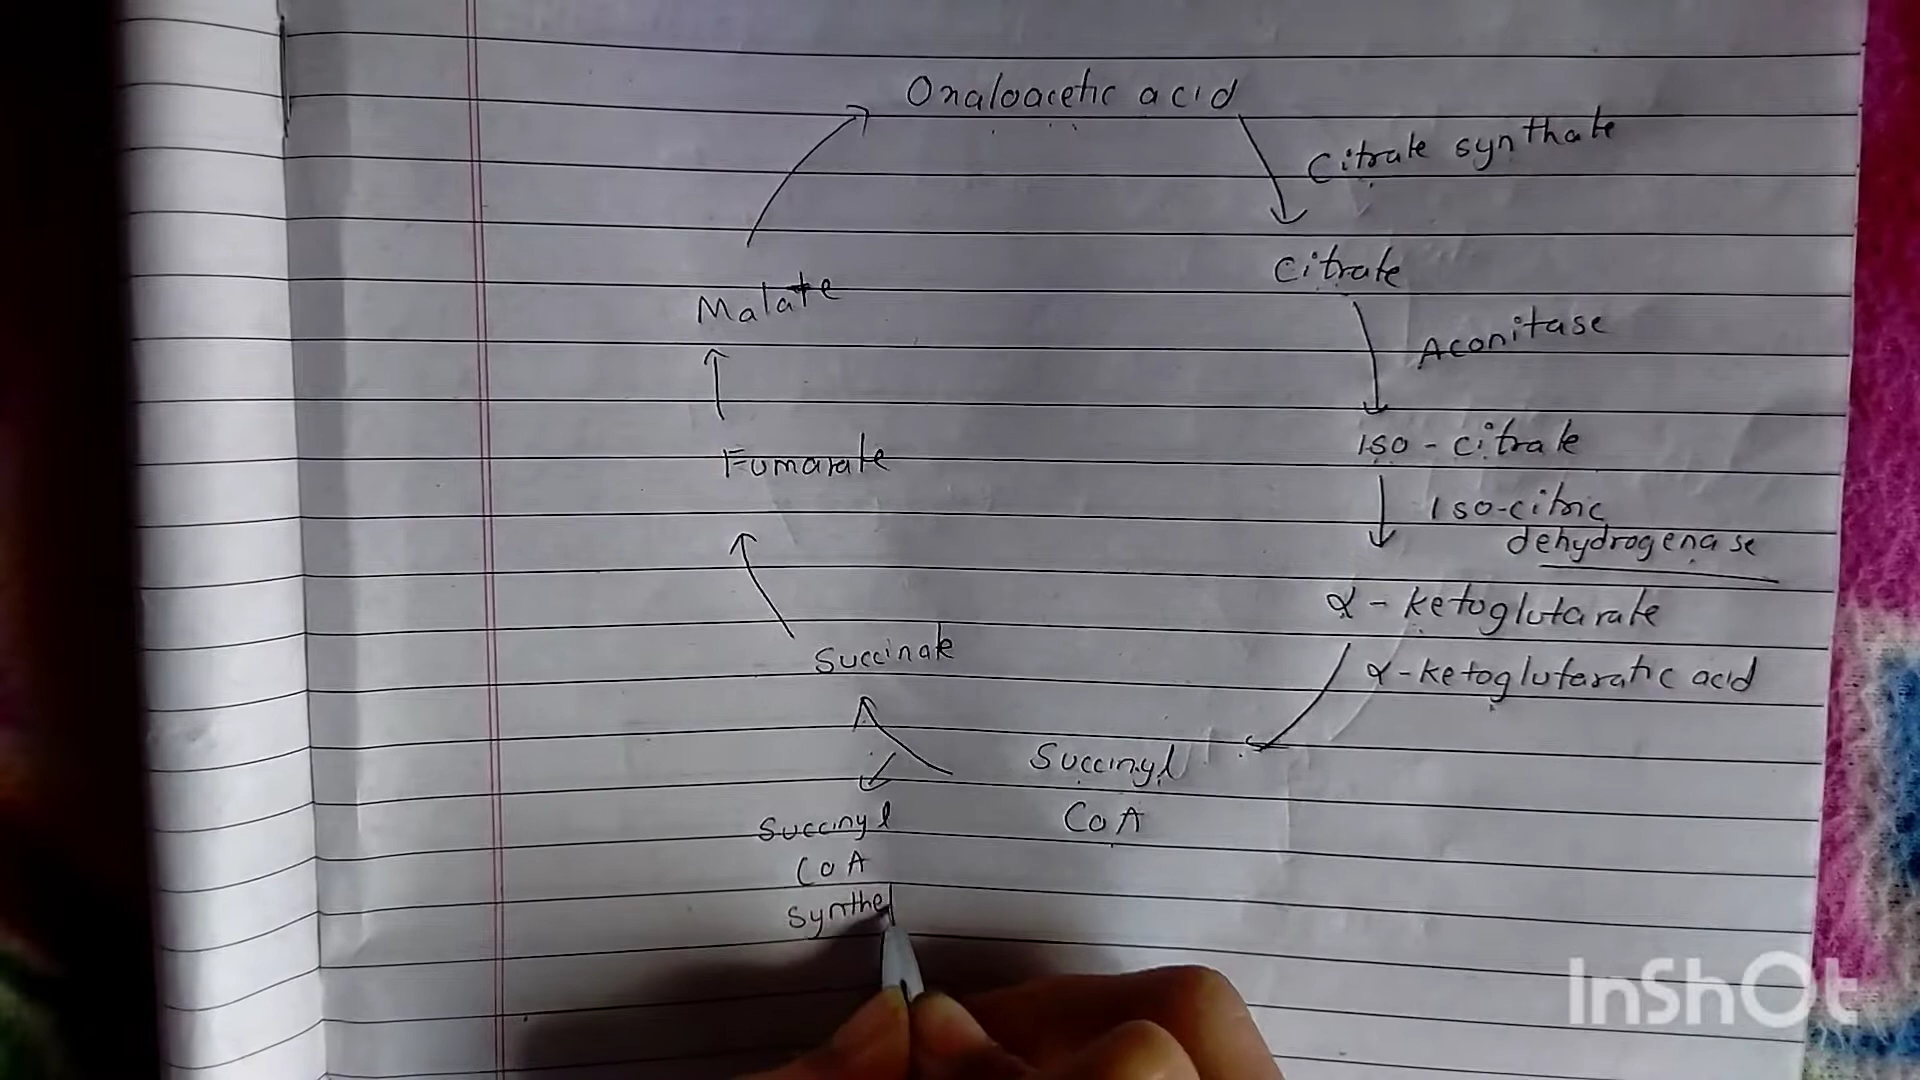 Oxaloacetic acid
Citrate synthate
Citrate
Aconitase
Iso-citrate
Iso-citric
dehydrogenase
α-ketoglutarate
α-ketoglutaratic acid
Succinyl
CoA
Succinyl
CoA
Synthe
Succinate
Fumarate
Malate
InShOt